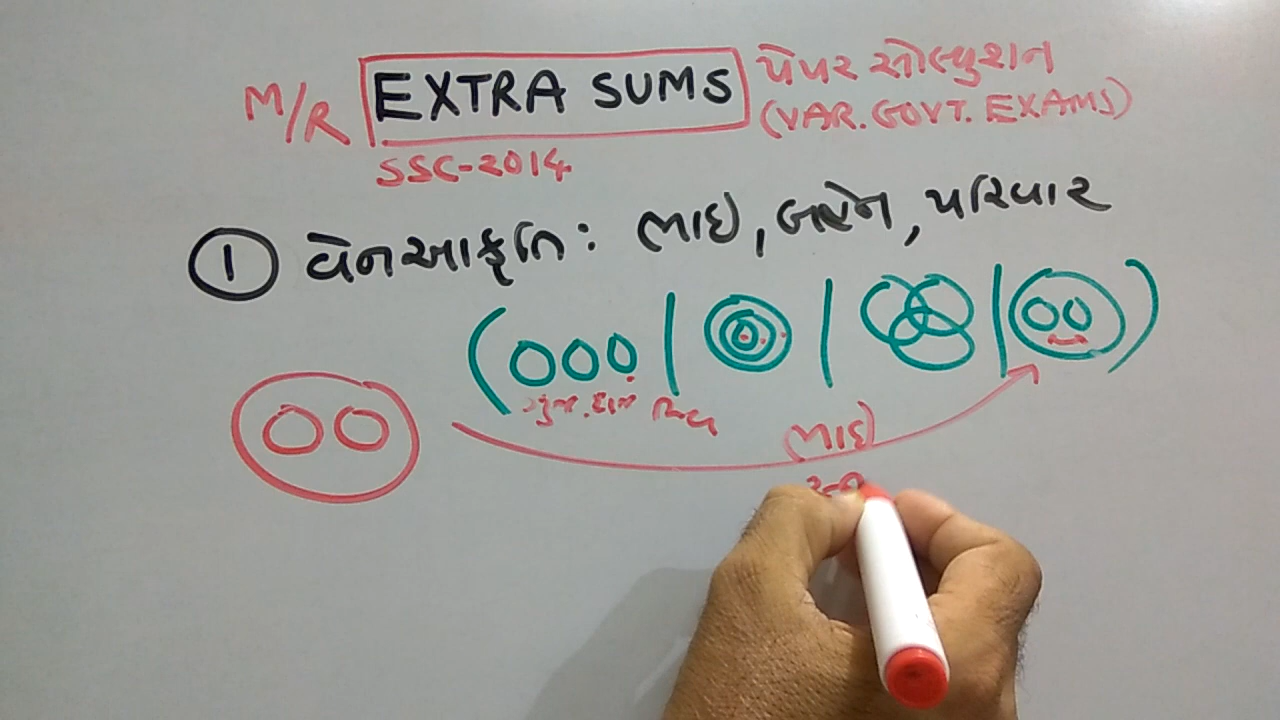 M/R EXTRA SUMS પેપર સોલ્યુશન
(VAR. GOVT. EXAMS)
SSC-2014
① વેનઆકૃતિ: ભાઇ, બહેન, પરિવાર
ભાઇ